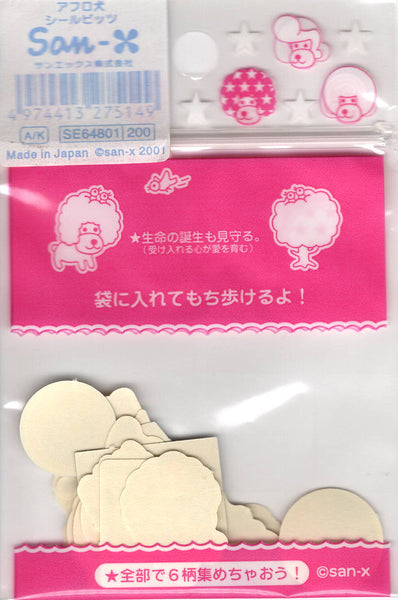 アフロ犬
シールビッツ
San-X
サンエックス株式会社
4 974413 275149
A/K SE64801 200
Made in Japan ©san-x 2001
★生命の誕生も見守る。
(受け入れる心が愛を育む)
袋に入れてもち歩けるよ!
★全部で6柄集めちゃおう! ©san-x